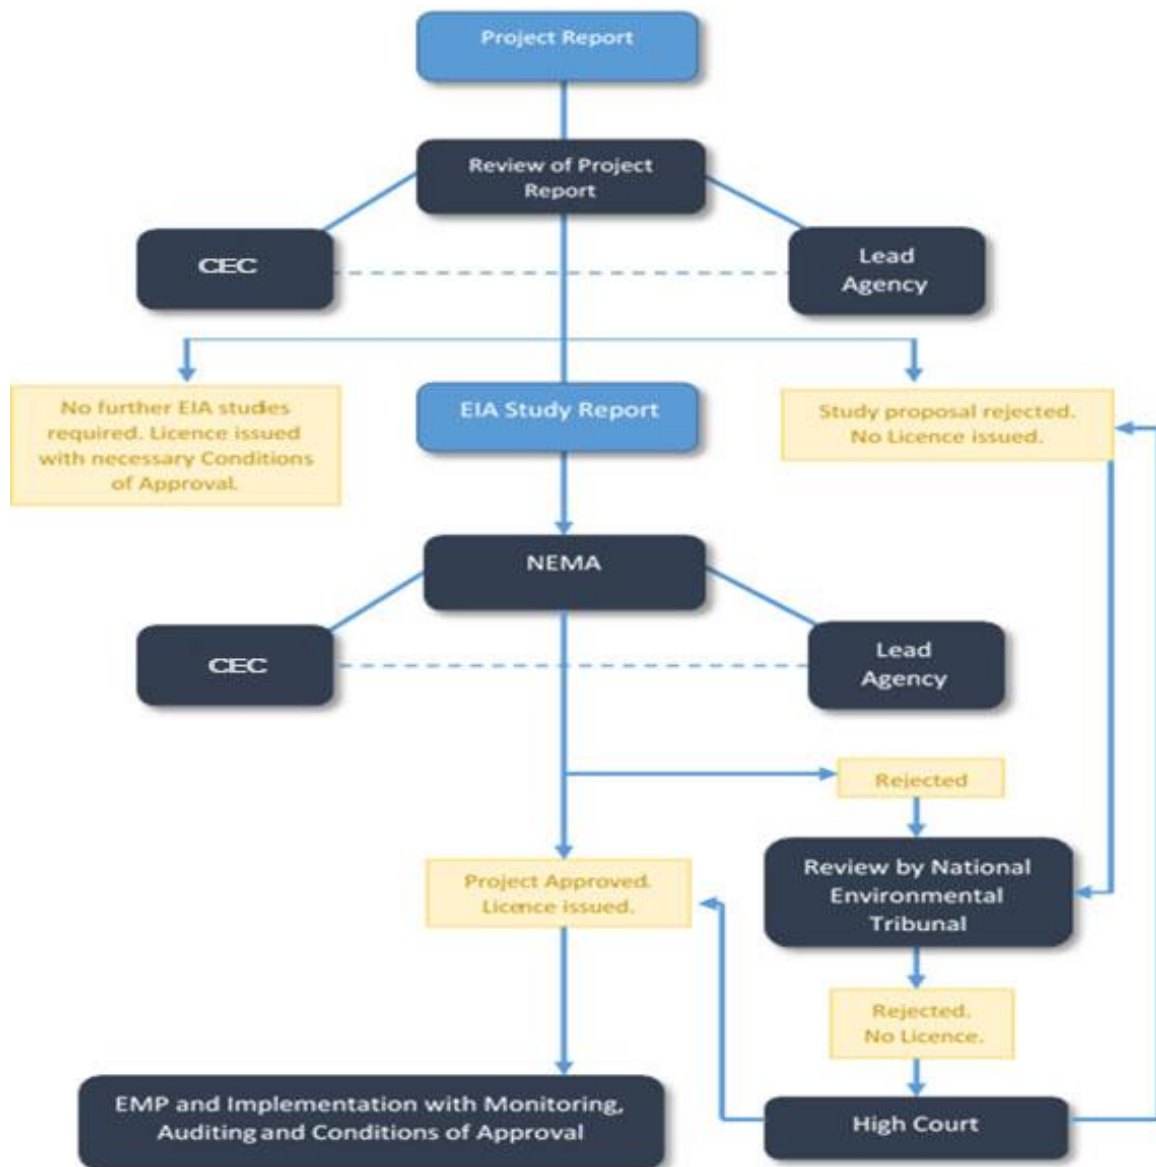 Project Report
Review of Project
Report
CEC
Lead
Agency
No further EIA studies
required. Licence issued
with necessary Conditions
of Approval.
EIA Study Report
Study proposal rejected.
No Licence issued.
NEMA
CEC
Lead
Agency
Rejected
Project Approved.
Licence issued.
Review by National
Environmental
Tribunal
Rejected.
No Licence.
EMP and Implementation with Monitoring,
Auditing and Conditions of Approval
High Court